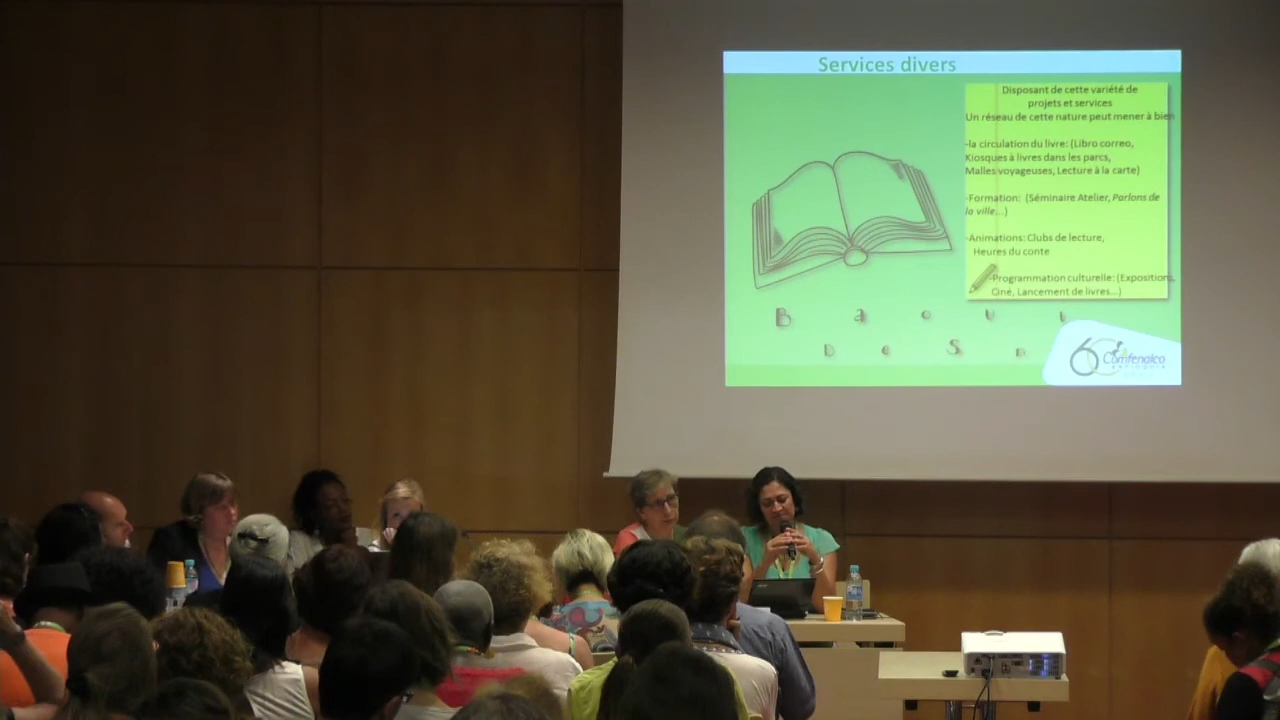 Services divers
Disposant de cette variété de
projets et services
Un réseau de cette nature peut mener à bien
-la circulation du livre: (Libro correo,
Kiosques à livres dans les parcs,
Malles voyageuses, Lecture à la carte)
-Formation: (Séminaire Atelier, Parlons de
la ville...)
-Animations: Clubs de lecture,
Heures du conte
-Programmation culturelle: (Expositions,
Ciné, Lancement de livres...)
B a o u
D e S
60 Comfenalco
ANTIOQUIA